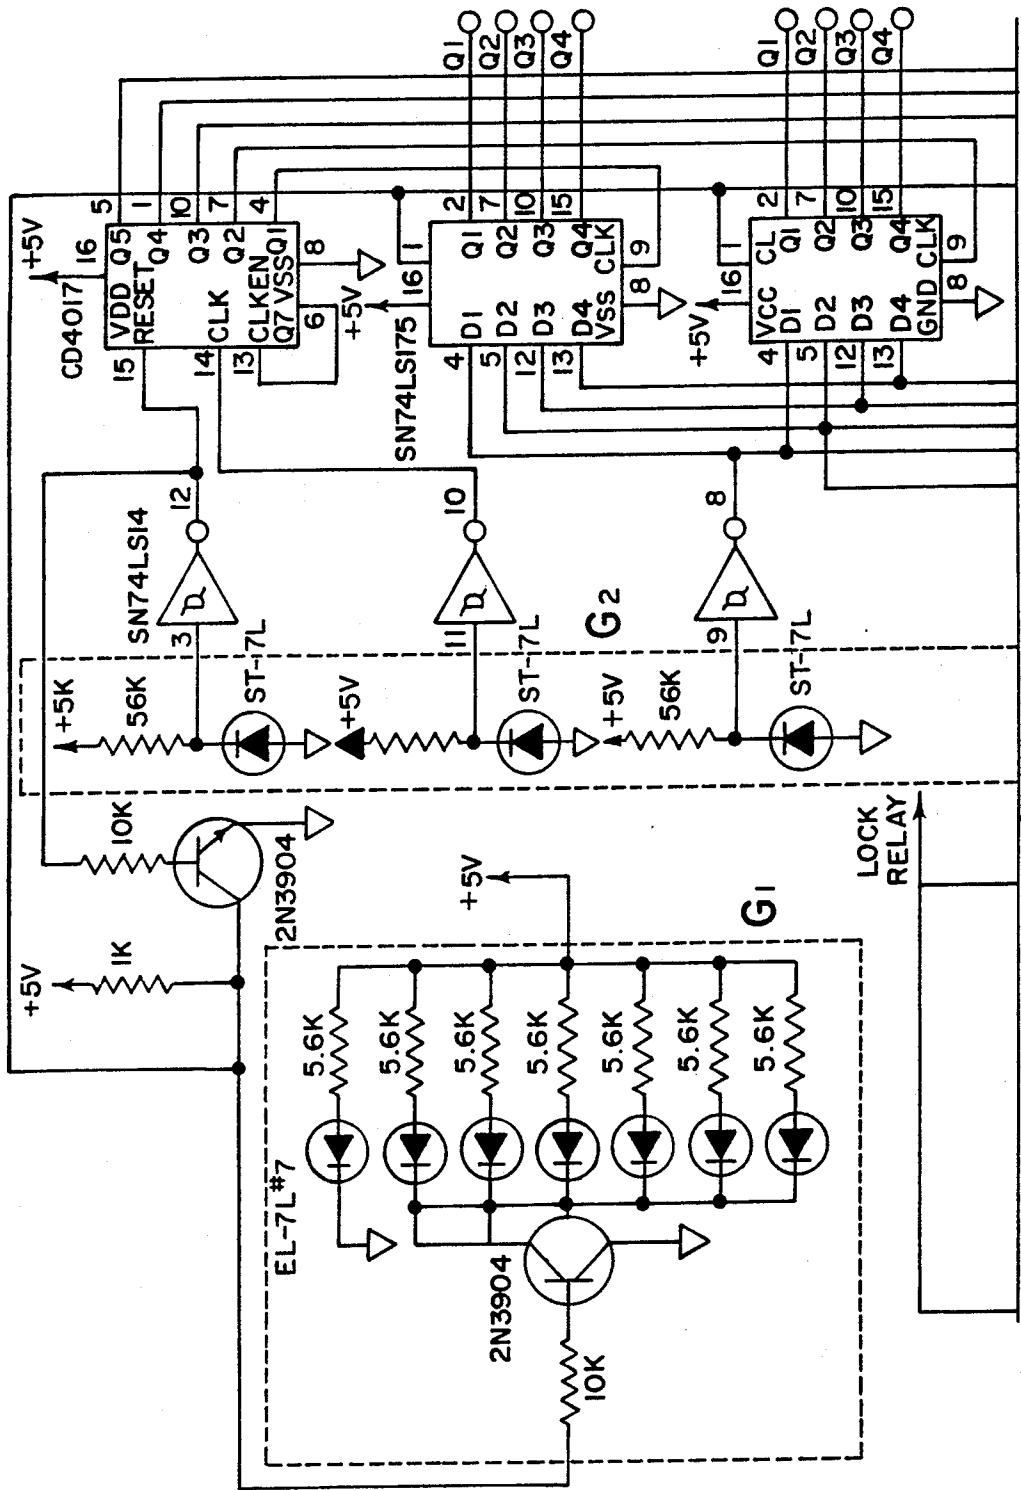 +5V
CD4017
16
5
1
10
7
4
VDD
Q5
RESET
Q4
Q3
CLK
Q2
CLKEN
Q7
VSS
Q1
15
14
13
6
8
+5V
SN74LS175
1
16
2
7
10
15
Q1
Q2
Q3
Q4
D1
D2
D3
D4
VSS
CLK
4
5
12
13
8
9
Q1
Q2
Q3
Q4
+5V
1
16
2
7
10
15
VCC
CL
D1
Q1
D2
Q2
D3
Q3
D4
Q4
GND
CLK
4
5
12
13
8
9
Q1
Q2
Q3
Q4
SN74LS14
3
12
11
10
9
8
G2
+5K
56K
ST-17L
+5V
ST-17L
+5V
56K
ST-17L
10K
2N3904
+5V
1K
+5V
G1
5.6K
5.6K
5.6K
5.6K
5.6K
5.6K
5.6K
EL-7L#7
2N3904
10K
LOCK
RELAY